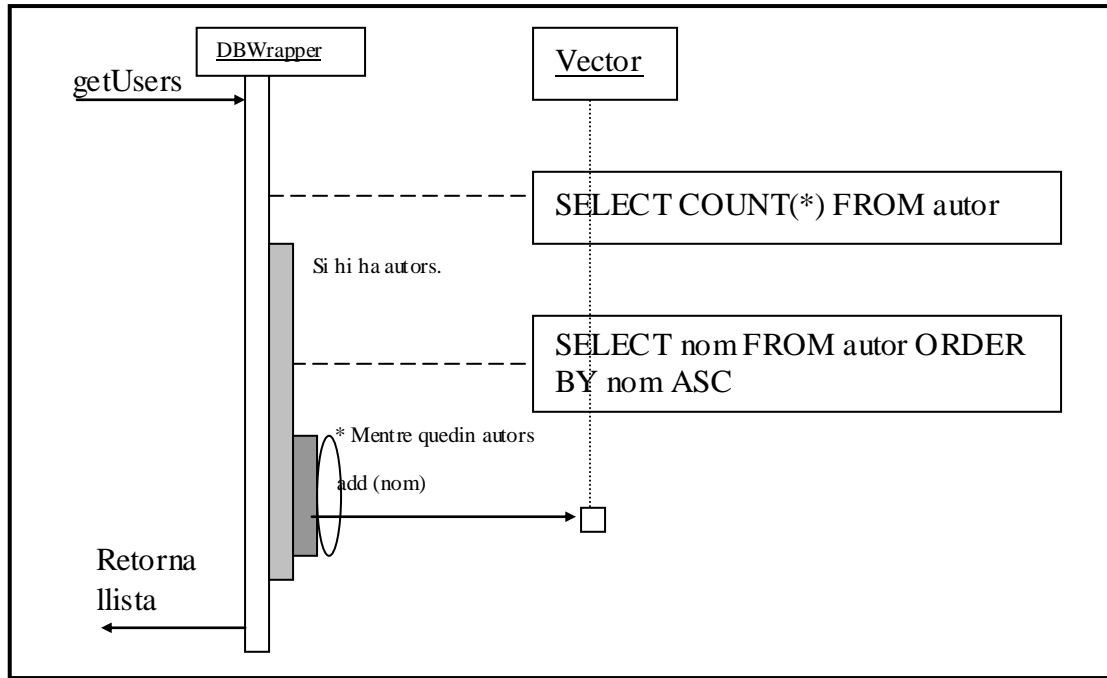 DBWrapper
Vector
getUsers
SELECT COUNT(*) FROM autor
Si hi ha autors.
SELECT nom FROM autor ORDER
BY nom ASC
* Mentre quedin autors
add (nom)
Retorna
llista